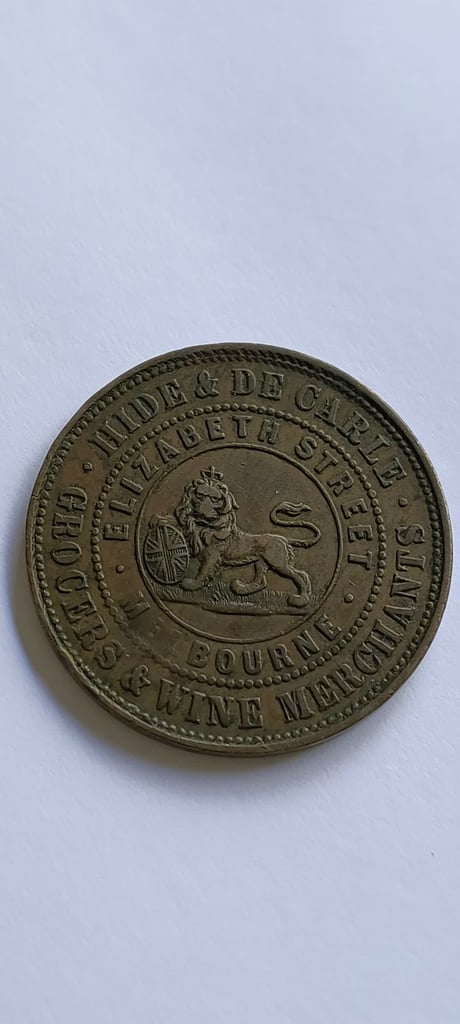 · HIDE & DE CARLE ·
GROCERS & WINE MERCHANTS
· ELIZABETH STREET ·
MELBOURNE